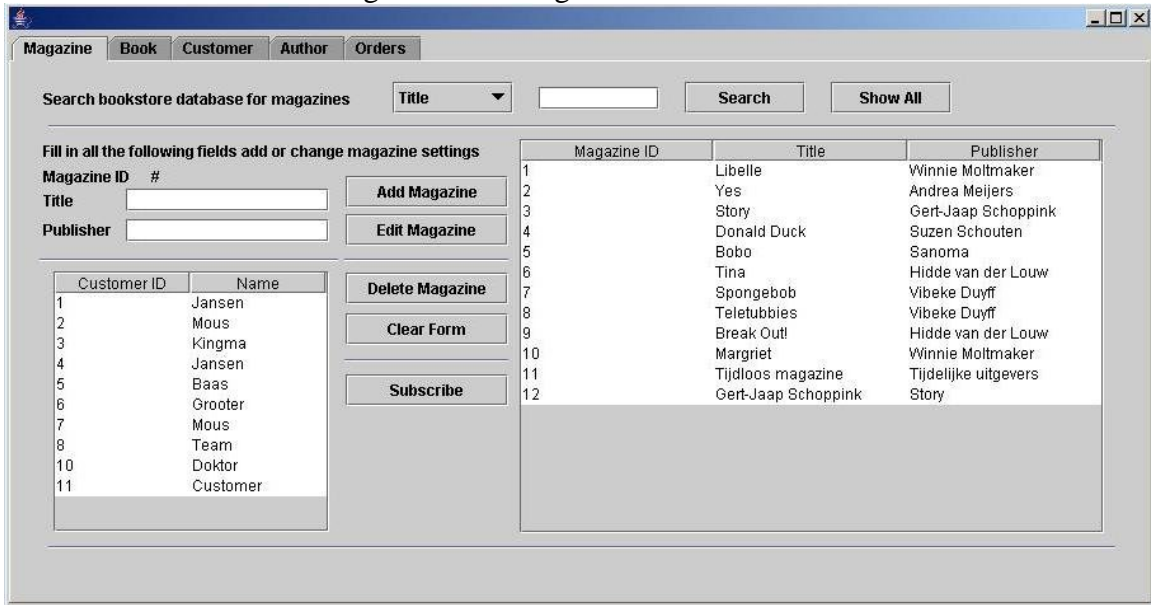 Magazine Book Customer Author Orders
Search bookstore database for magazines Title Search Show All
Fill in all the following fields add or change magazine settings
Magazine ID #
Title
Publisher
Add Magazine
Edit Magazine
Delete Magazine
Clear Form
Subscribe
Customer ID Name
1 Jansen
2 Mous
3 Kingma
4 Jansen
5 Baas
6 Grooter
7 Mous
8 Team
10 Doktor
11 Customer
Magazine ID Title Publisher
1 Libelle Winnie Moltmaker
2 Yes Andrea Meijers
3 Story Gert-Jaap Schoppink
4 Donald Duck Suzen Schouten
5 Bobo Sanoma
6 Tina Hidde van der Louw
7 Spongebob Vibeke Duyff
8 Teletubbies Vibeke Duyff
9 Break Out! Hidde van der Louw
10 Margriet Winnie Moltmaker
11 Tijdloos magazine Tijdelijke uitgevers
12 Gert-Jaap Schoppink Story